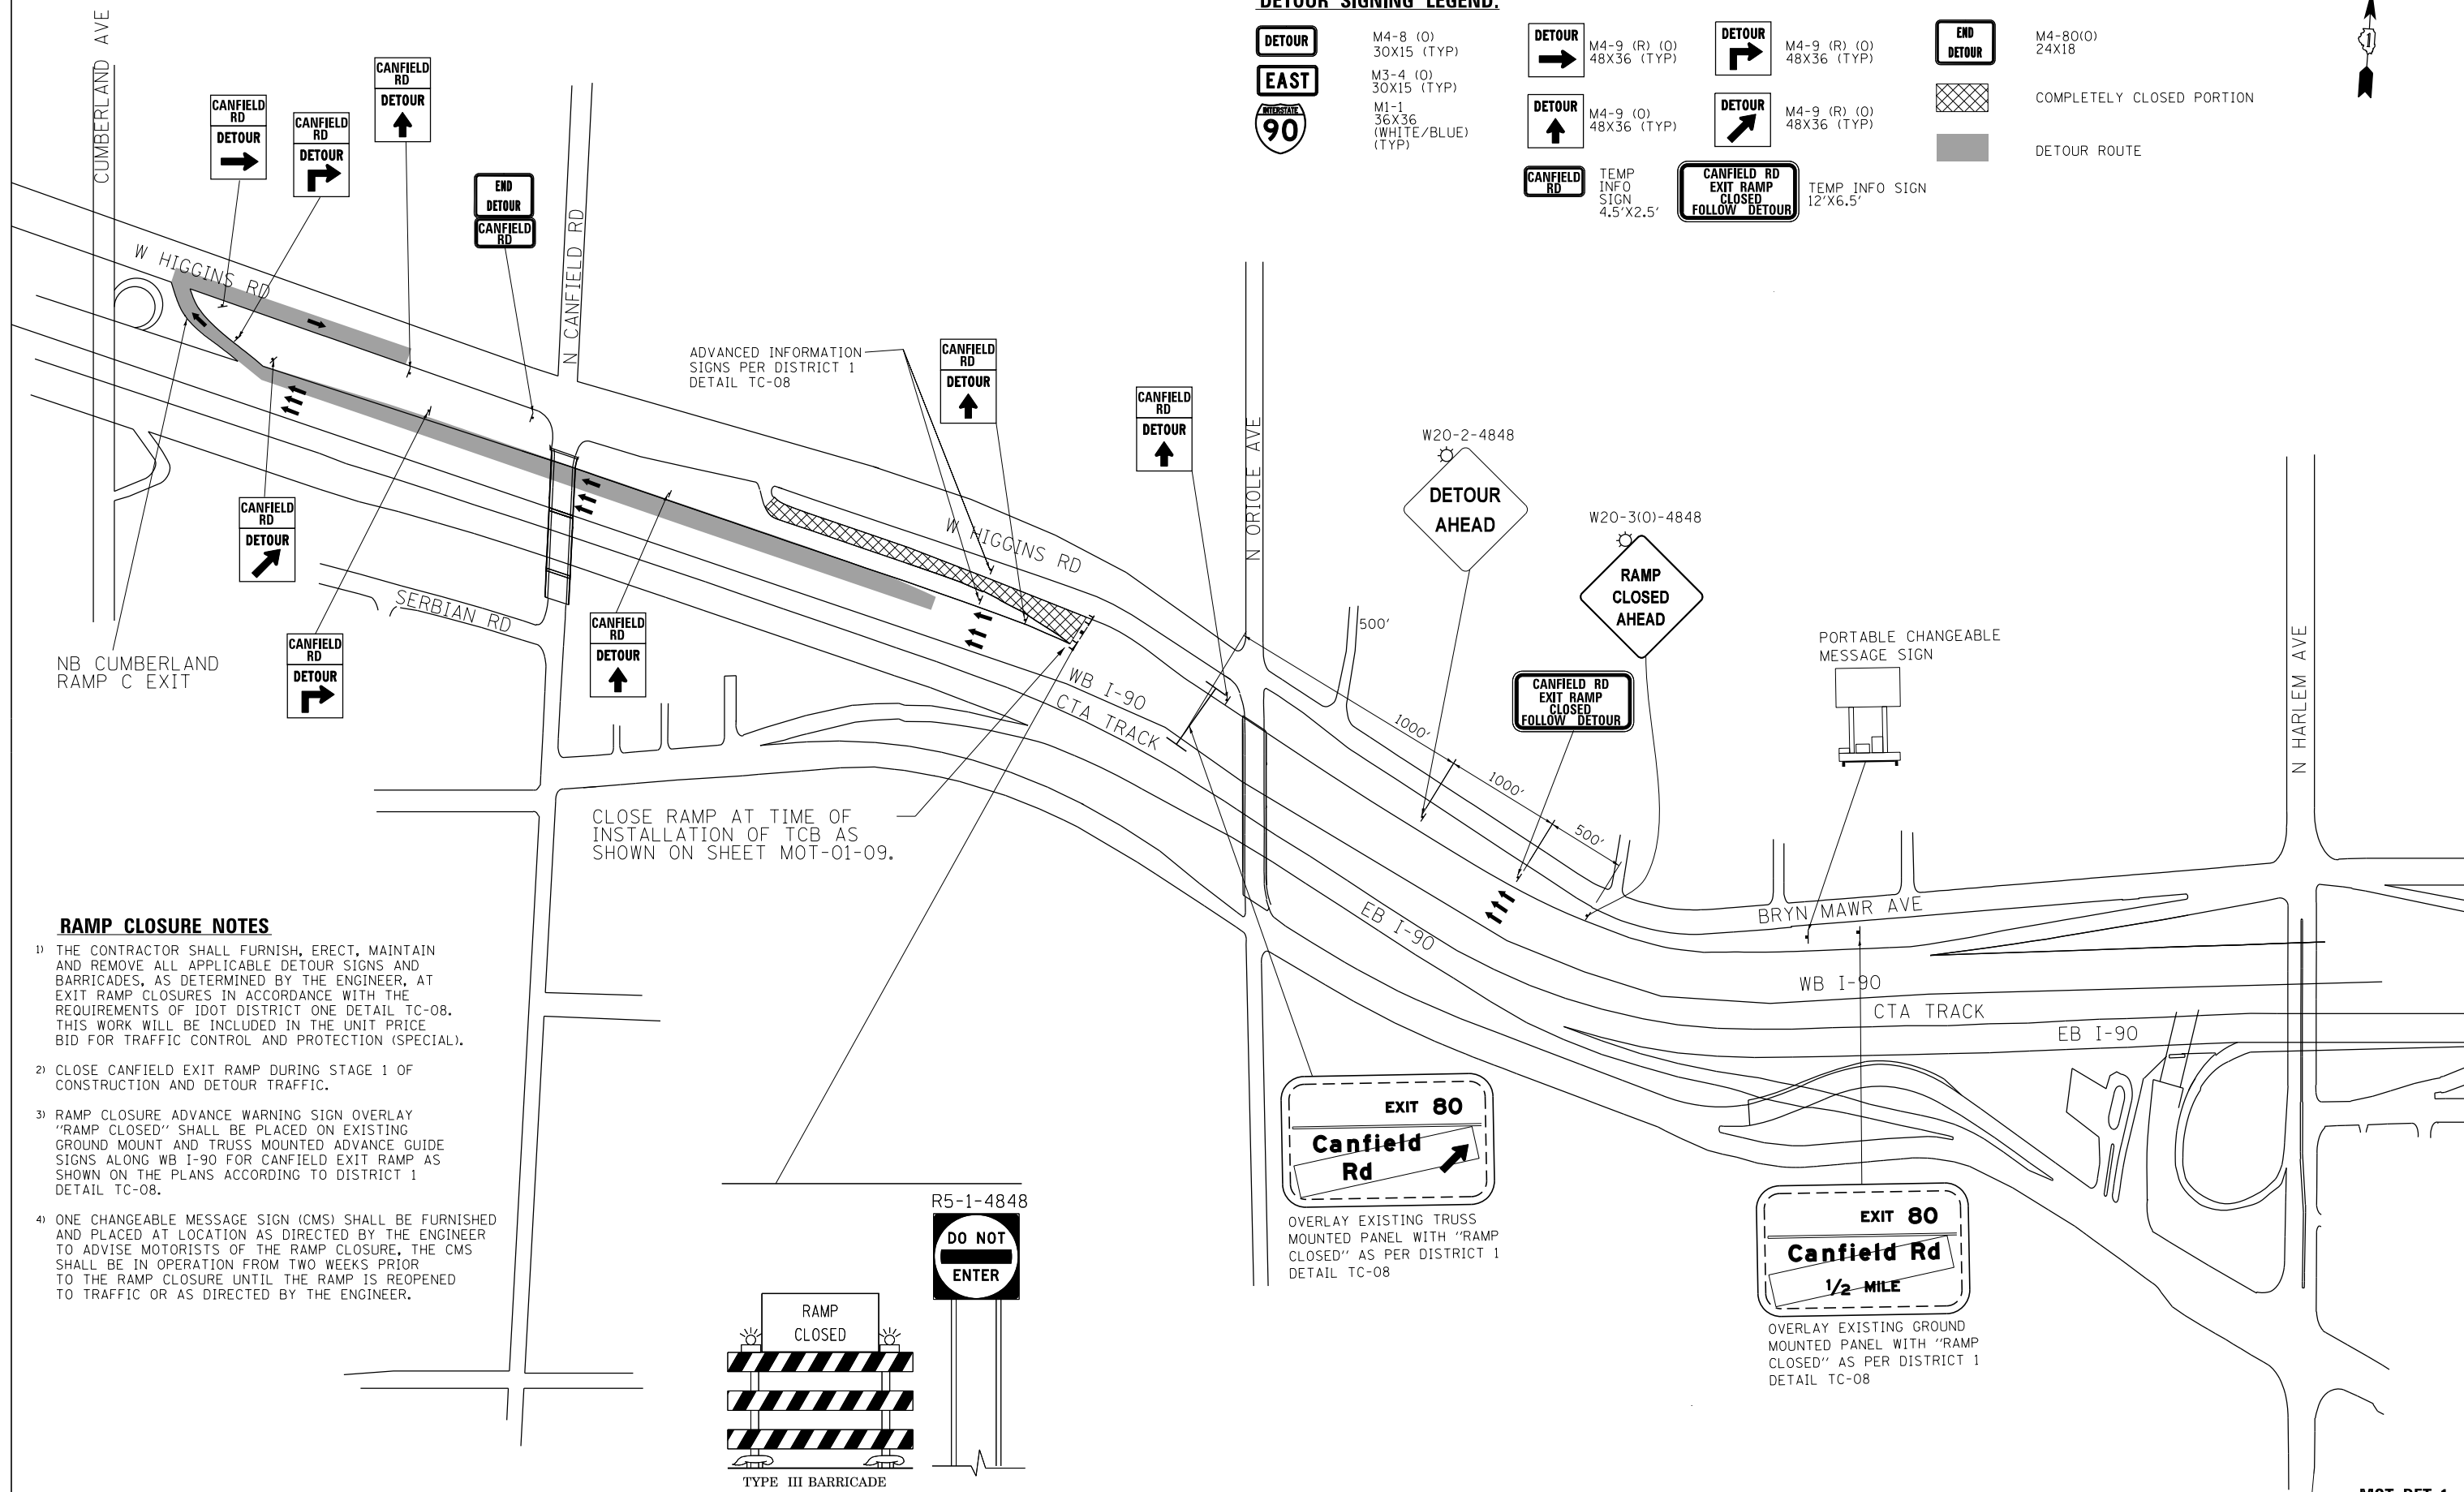 DETOUR SIGNING LEGEND:
DETOUR
M4-8 (O)
30X15 (TYP)
EAST
M3-4 (O)
30X15 (TYP)
INTERSTATE
90
M1-1
36X36
(WHITE/BLUE)
(TYP)
DETOUR
M4-9 (R) (O)
48X36 (TYP)
DETOUR
M4-9 (O)
48X36 (TYP)
DETOUR
M4-9 (R) (O)
48X36 (TYP)
DETOUR
M4-9 (R) (O)
48X36 (TYP)
CANFIELD
RD
TEMP
INFO
SIGN
4.5'X2.5'
CANFIELD RD
EXIT RAMP
CLOSED
FOLLOW DETOUR
TEMP INFO SIGN
12'X6.5'
END
DETOUR
M4-80(O)
24X18
COMPLETELY CLOSED PORTION
DETOUR ROUTE
1
CUMBERLAND AVE
CANFIELD
RD
DETOUR
CANFIELD
RD
DETOUR
CANFIELD
RD
DETOUR
END
DETOUR
CANFIELD
RD
W HIGGINS RD
N CANFIELD RD
ADVANCED INFORMATION
SIGNS PER DISTRICT 1
DETAIL TC-08
CANFIELD
RD
DETOUR
CANFIELD
RD
DETOUR
N ORIOLE AVE
W20-2-4848
DETOUR
AHEAD
W20-3(O)-4848
RAMP
CLOSED
AHEAD
W HIGGINS RD
CANFIELD
RD
DETOUR
SERBIAN RD
CANFIELD
RD
DETOUR
CANFIELD
RD
DETOUR
NB CUMBERLAND
RAMP C EXIT
WB I-90
CTA TRACK
500'
1000'
1000'
500'
CANFIELD RD
EXIT RAMP
CLOSED
FOLLOW DETOUR
PORTABLE CHANGEABLE
MESSAGE SIGN
N HARLEM AVE
CLOSE RAMP AT TIME OF
INSTALLATION OF TCB AS
SHOWN ON SHEET MOT-01-09.
EB I-90
BRYN MAWR AVE
WB I-90
CTA TRACK
EB I-90
RAMP CLOSURE NOTES
1) THE CONTRACTOR SHALL FURNISH, ERECT, MAINTAIN
AND REMOVE ALL APPLICABLE DETOUR SIGNS AND
BARRICADES, AS DETERMINED BY THE ENGINEER, AT
EXIT RAMP CLOSURES IN ACCORDANCE WITH THE
REQUIREMENTS OF IDOT DISTRICT ONE DETAIL TC-08.
THIS WORK WILL BE INCLUDED IN THE UNIT PRICE
BID FOR TRAFFIC CONTROL AND PROTECTION (SPECIAL).
2) CLOSE CANFIELD EXIT RAMP DURING STAGE 1 OF
CONSTRUCTION AND DETOUR TRAFFIC.
3) RAMP CLOSURE ADVANCE WARNING SIGN OVERLAY
"RAMP CLOSED" SHALL BE PLACED ON EXISTING
GROUND MOUNT AND TRUSS MOUNTED ADVANCE GUIDE
SIGNS ALONG WB I-90 FOR CANFIELD EXIT RAMP AS
SHOWN ON THE PLANS ACCORDING TO DISTRICT 1
DETAIL TC-08.
4) ONE CHANGEABLE MESSAGE SIGN (CMS) SHALL BE FURNISHED
AND PLACED AT LOCATION AS DIRECTED BY THE ENGINEER
TO ADVISE MOTORISTS OF THE RAMP CLOSURE, THE CMS
SHALL BE IN OPERATION FROM TWO WEEKS PRIOR
TO THE RAMP CLOSURE UNTIL THE RAMP IS REOPENED
TO TRAFFIC OR AS DIRECTED BY THE ENGINEER.
RAMP
CLOSED
TYPE III BARRICADE
R5-1-4848
DO NOT
ENTER
EXIT 80
Canfield
Rd
OVERLAY EXISTING TRUSS
MOUNTED PANEL WITH "RAMP
CLOSED" AS PER DISTRICT 1
DETAIL TC-08
EXIT 80
Canfield Rd
1/2 MILE
OVERLAY EXISTING GROUND
MOUNTED PANEL WITH "RAMP
CLOSED" AS PER DISTRICT 1
DETAIL TC-08